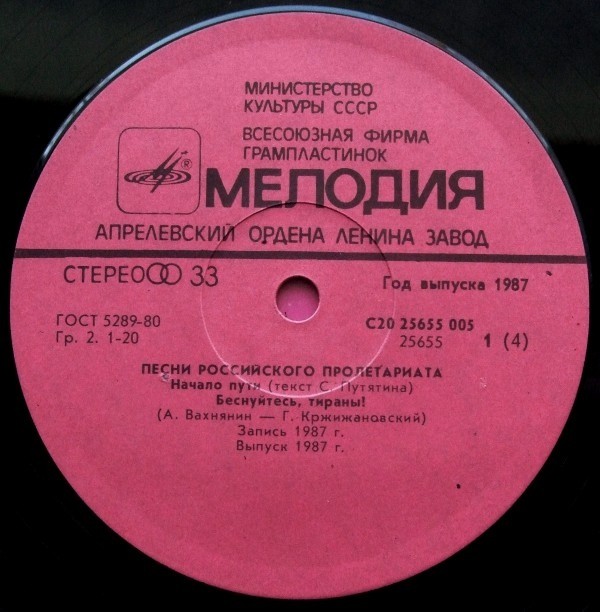 МИНИСТЕРСТВО
КУЛЬТУРЫ СССР
ВСЕСОЮЗНАЯ ФИРМА
ГРАМПЛАСТИНОК
®
МЕЛОДИЯ
АПРЕЛЕВСКИЙ ОРДЕНА ЛЕНИНА ЗАВОД
СТЕРЕО 33
Год выпуска 1987
ГОСТ 5289-80
Гр. 2. 1-20
С20 25655 005
25655 1 (4)
ПЕСНИ РОССИЙСКОГО ПРОЛЕТАРИАТА
Начало пути (текст С. Путятина)
Беснуйтесь, тираны!
(А. Вахнянин — Г. Кржижановский)
Запись 1987 г.
Выпуск 1987 г.